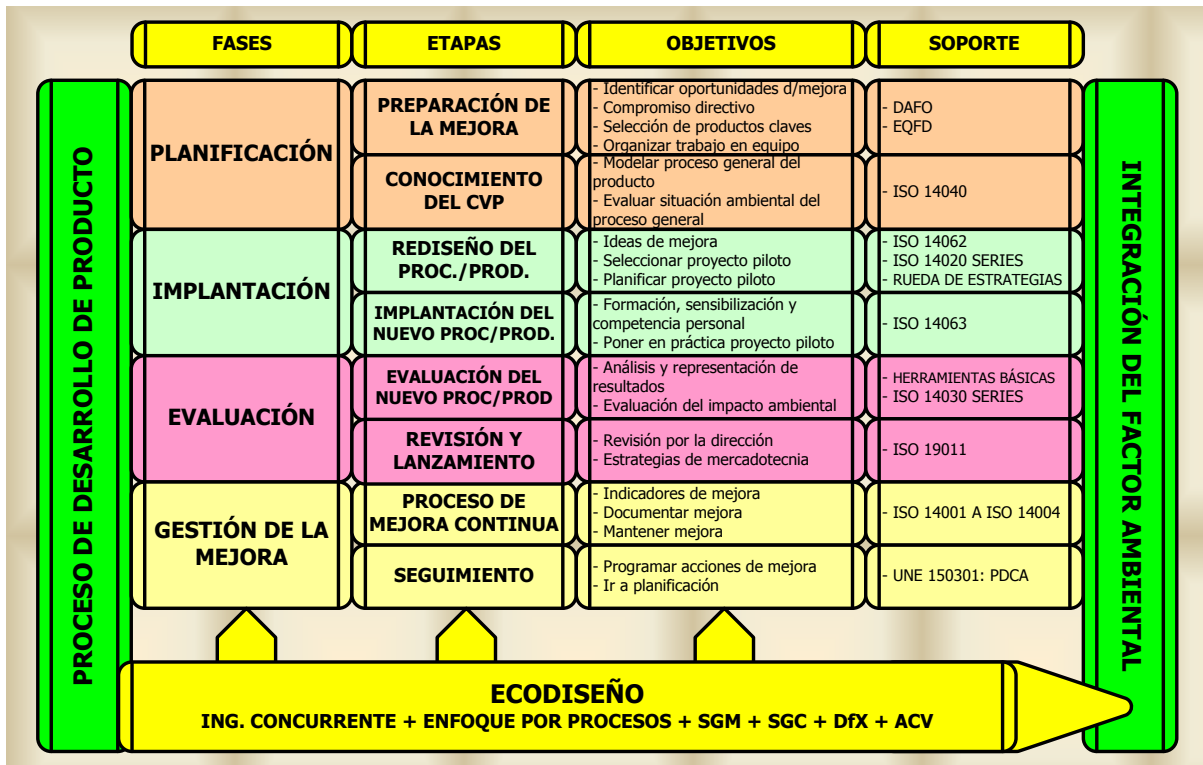 FASES
ETAPAS
OBJETIVOS
SOPORTE
PROCESO DE DESARROLLO DE PRODUCTO
PLANIFICACIÓN
PREPARACIÓN DE
LA MEJORA
- Identificar oportunidades d/mejora
- Compromiso directivo
- Selección de productos claves
- Organizar trabajo en equipo
- DAFO
- EQFD
CONOCIMIENTO
DEL CVP
- Modelar proceso general del
producto
- Evaluar situación ambiental del
proceso general
- ISO 14040
IMPLANTACIÓN
REDISEÑO DEL
PROC./PROD.
- Ideas de mejora
- Seleccionar proyecto piloto
- Planificar proyecto piloto
- ISO 14062
- ISO 14020 SERIES
- RUEDA DE ESTRATEGIAS
IMPLANTACIÓN DEL
NUEVO PROC/PROD.
- Formación, sensibilización y
competencia personal
- Poner en práctica proyecto piloto
- ISO 14063
EVALUACIÓN
EVALUACIÓN DEL
NUEVO PROC/PROD
- Análisis y representación de
resultados
- Evaluación del impacto ambiental
- HERRAMIENTAS BÁSICAS
- ISO 14030 SERIES
REVISIÓN Y
LANZAMIENTO
- Revisión por la dirección
- Estrategias de mercadotecnia
- ISO 19011
GESTIÓN DE LA
MEJORA
PROCESO DE
MEJORA CONTINUA
- Indicadores de mejora
- Documentar mejora
- Mantener mejora
- ISO 14001 A ISO 14004
SEGUIMIENTO
- Programar acciones de mejora
- Ir a planificación
- UNE 150301: PDCA
INTEGRACIÓN DEL FACTOR AMBIENTAL
ECODISEÑO
ING. CONCURRENTE + ENFOQUE POR PROCESOS + SGM + SGC + DfX + ACV